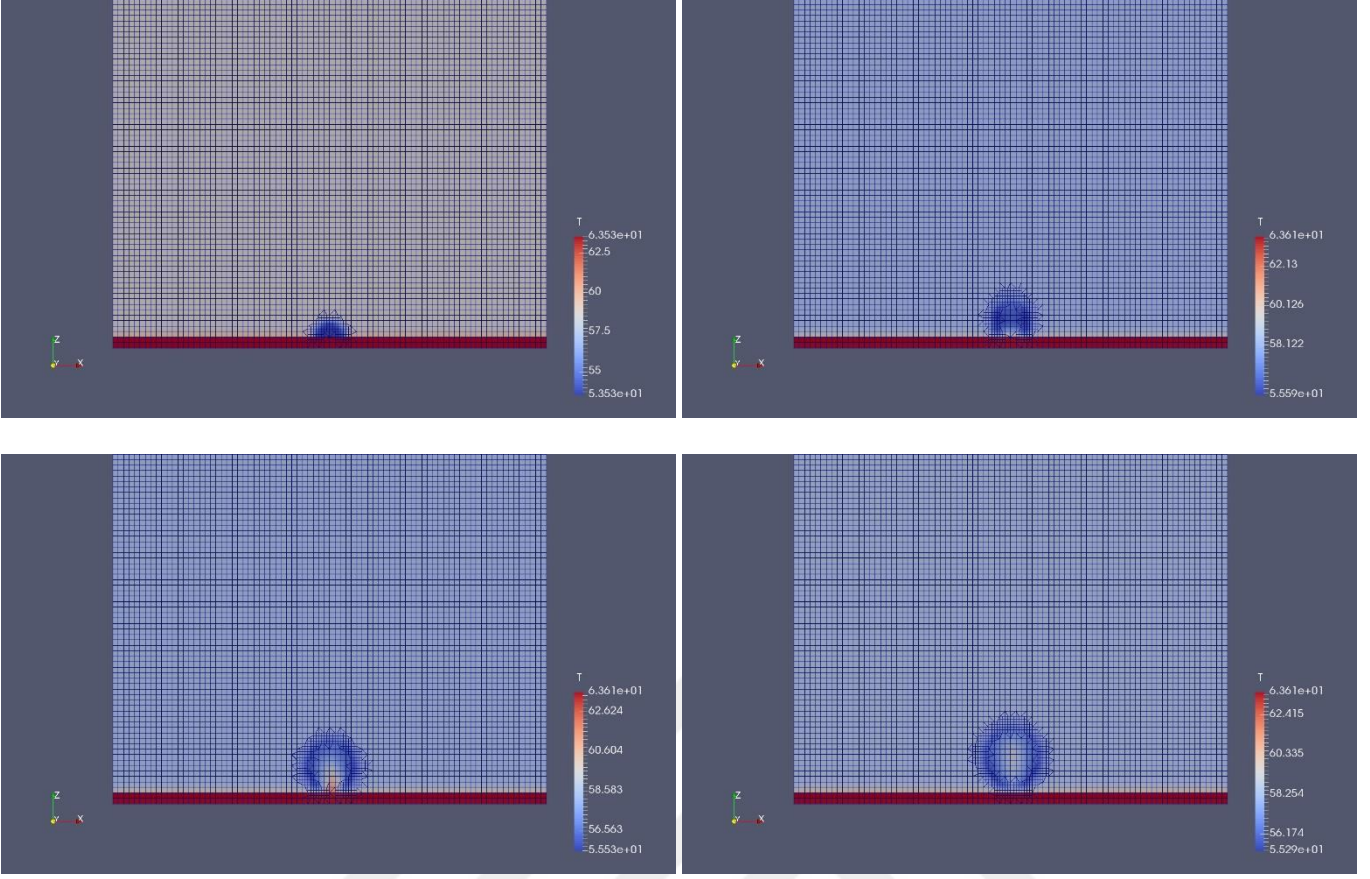 T
6.353e+01
62.5
60
57.5
55
5.353e+01
Z
Y X
T
6.361e+01
62.13
60.126
58.122
5.559e+01
Z
Y X
T
6.361e+01
62.624
60.604
58.583
56.563
5.553e+01
Z
Y X
T
6.361e+01
62.415
60.335
58.254
56.174
5.529e+01
Z
Y X